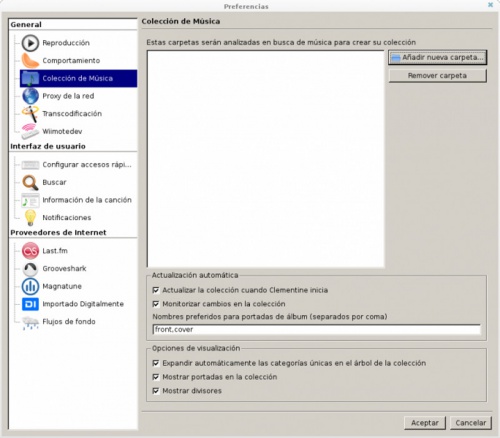 Preferencias
General
Reproducción
Comportamiento
Colección de Música
Proxy de la red
Transcodificación
Wiimotedev
Interfaz de usuario
Configurar accesos rápi...
Buscar
Información de la canción
Notificaciones
Proveedores de Internet
Last.fm
Grooveshark
Magnatune
Importado Digitalmente
Flujos de fondo
Colección de Música
Estas carpetas serán analizadas en busca de música para crear su colección
Añadir nueva carpeta...
Remover carpeta
Actualización automática
Actualizar la colección cuando Clementine inicia
Monitorizar cambios en la colección
Nombres preferidos para portadas de álbum (separados por coma)
front,cover
Opciones de visualización
Expandir automáticamente las categorías únicas en el árbol de la colección
Mostrar portadas en la colección
Mostrar divisores
Aceptar
Cancelar